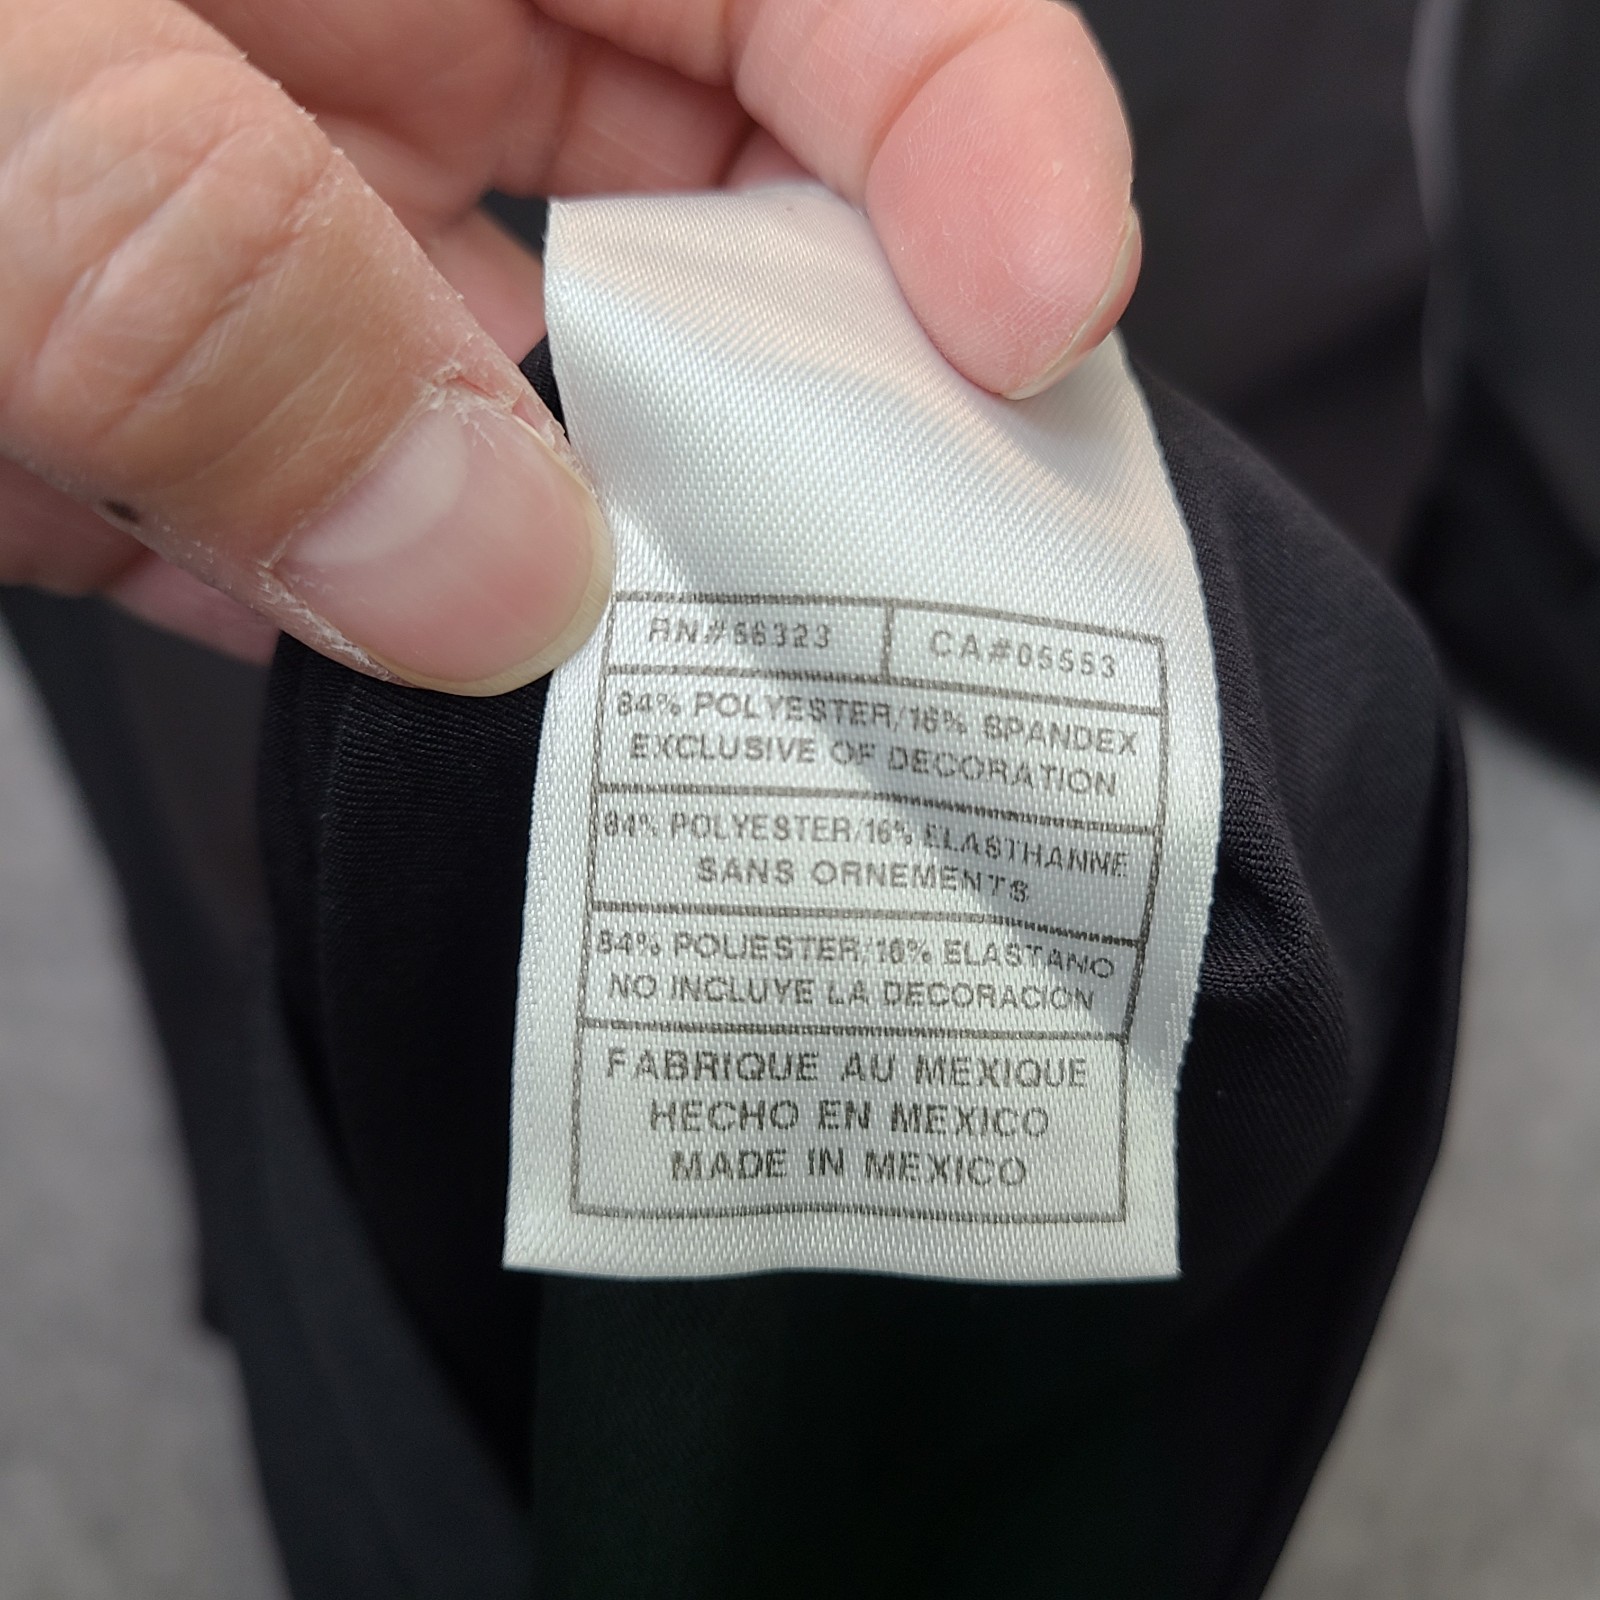 RN#56323 CA#05553
84% POLYESTER/16% SPANDEX
EXCLUSIVE OF DECORATION
84% POLYESTER/16% ELASTHANNE
SANS ORNEMENTS
84% POLIESTER/16% ELASTANO
NO INCLUYE LA DECORACION
FABRIQUE AU MEXIQUE
HECHO EN MEXICO
MADE IN MEXICO